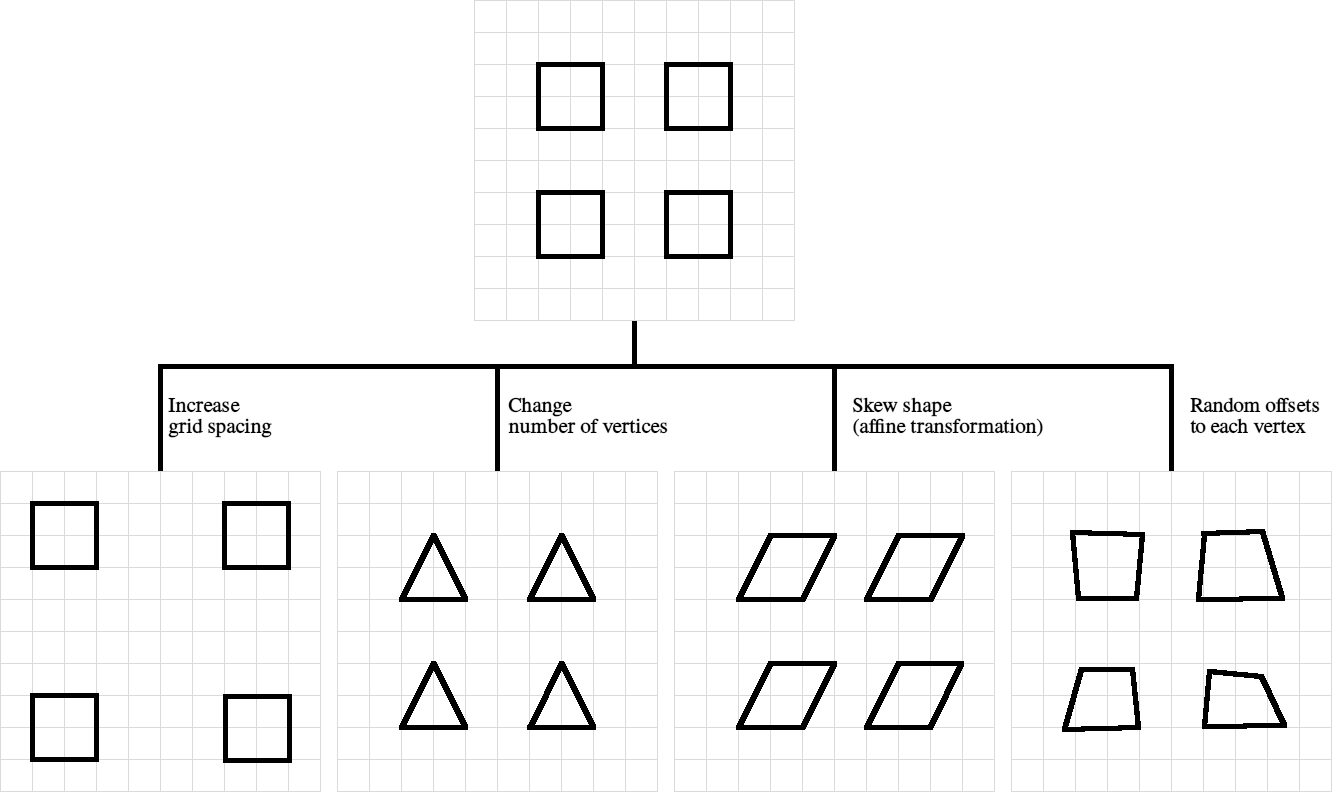 Increase
grid spacing
Change
number of vertices
Skew shape
(affine transformation)
Random offsets
to each vertex